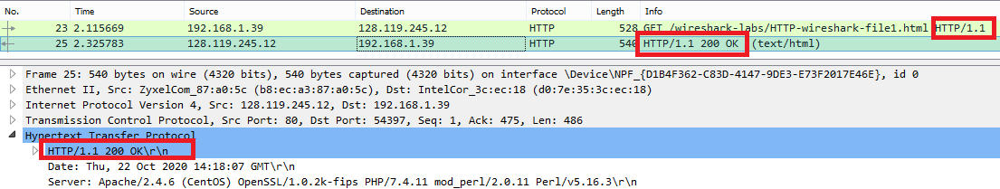 No. Time Source Destination Protocol Length Info
23 2.115669 192.168.1.39 128.119.245.12 HTTP 528 GET /wireshark-labs/HTTP-wireshark-file1.html HTTP/1.1
25 2.325783 128.119.245.12 192.168.1.39 HTTP 540 HTTP/1.1 200 OK (text/html)
Frame 25: 540 bytes on wire (4320 bits), 540 bytes captured (4320 bits) on interface \Device\NPF_{D1B4F362-C83D-4147-9DE3-E73F2017E46E}, id 0
Ethernet II, Src: ZyxelCom_87:a0:5c (b8:ec:a3:87:a0:5c), Dst: IntelCor_3c:ec:18 (d0:7e:35:3c:ec:18)
Internet Protocol Version 4, Src: 128.119.245.12, Dst: 192.168.1.39
Transmission Control Protocol, Src Port: 80, Dst Port: 54397, Seq: 1, Ack: 475, Len: 486
Hypertext Transfer Protocol
HTTP/1.1 200 OK\r\n
Date: Thu, 22 Oct 2020 14:18:07 GMT\r\n
Server: Apache/2.4.6 (CentOS) OpenSSL/1.0.2k-fips PHP/7.4.11 mod_perl/2.0.11 Perl/v5.16.3\r\n